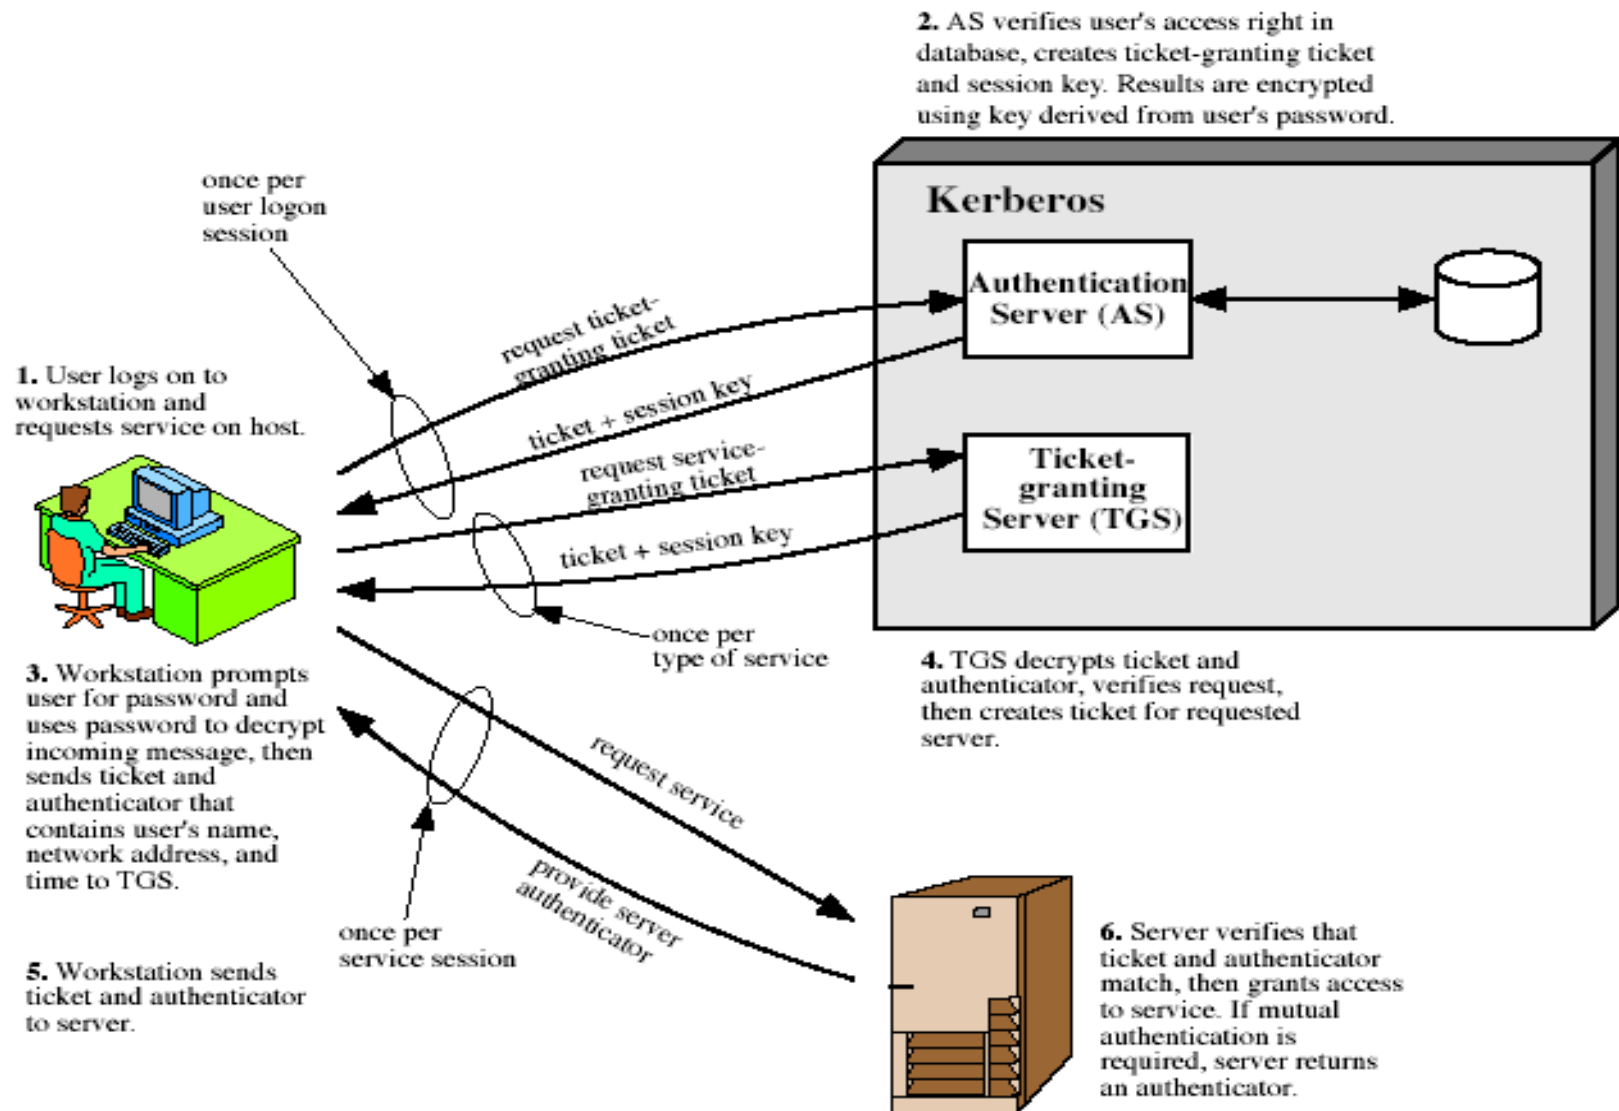 2. AS verifies user's access right in
database, creates ticket-granting ticket
and session key. Results are encrypted
using key derived from user's password.
once per
user logon
session
Kerberos
Authentication
Server (AS)
request ticket-
granting ticket
1. User logs on to
workstation and
requests service on host.
ticket + session key
request service-
granting ticket
Ticket-
granting
Server (TGS)
ticket + session key
once per
type of service
3. Workstation prompts
user for password and
uses password to decrypt
incoming message, then
sends ticket and
authenticator that
contains user's name,
network address, and
time to TGS.
4. TGS decrypts ticket and
authenticator, verifies request,
then creates ticket for requested
server.
request service
provide server
authenticator
once per
service session
5. Workstation sends
ticket and authenticator
to server.
6. Server verifies that
ticket and authenticator
match, then grants access
to service. If mutual
authentication is
required, server returns
an authenticator.